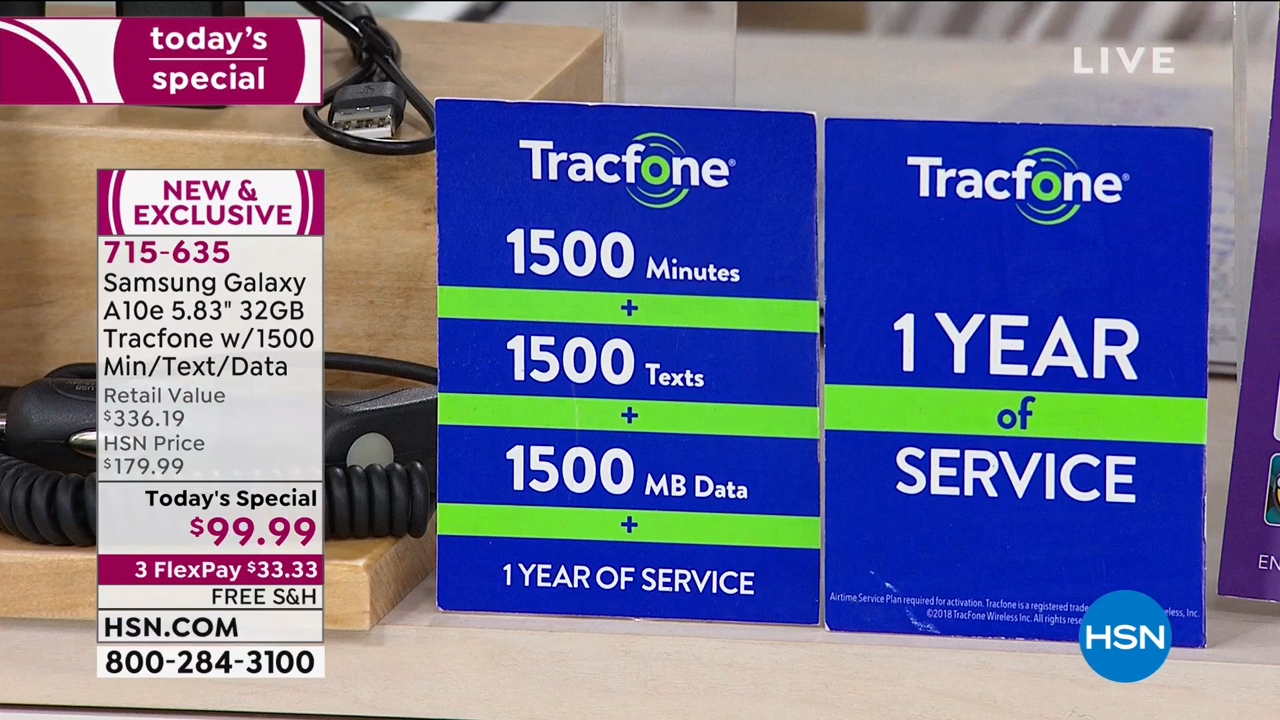 today's
special
LIVE
NEW &
EXCLUSIVE
715-635
Samsung Galaxy
A10e 5.83" 32GB
Tracfone w/1500
Min/Text/Data
Retail Value
$336.19
HSN Price
$179.99
Today's Special
$99.99
3 FlexPay $33.33
FREE S&H
HSN.COM
800-284-3100
Tracfone®
1500 Minutes
+
1500 Texts
+
1500 MB Data
+
1 YEAR OF SERVICE
Tracfone®
1 YEAR
of
SERVICE
Airtime Service Plan required for activation. Tracfone is a registered
©2018 TracFone Wireless Inc. All rights
Inc.
HSN
EN